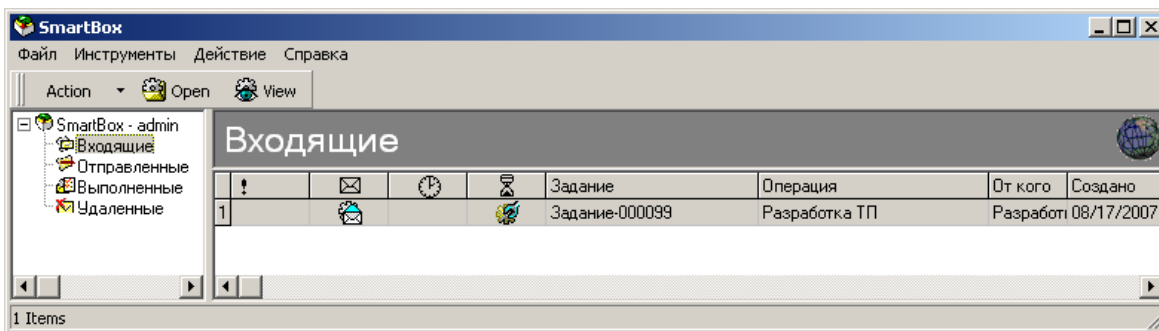 SmartBox
Файл Инструменты Действие Справка
Action Open View
SmartBox - admin
Входящие
Отправленные
Выполненные
Удаленные
Входящие
! Задание Операция От кого Создано
1 Задание-000099 Разработка ТП Разработ 08/17/2007
1 Items